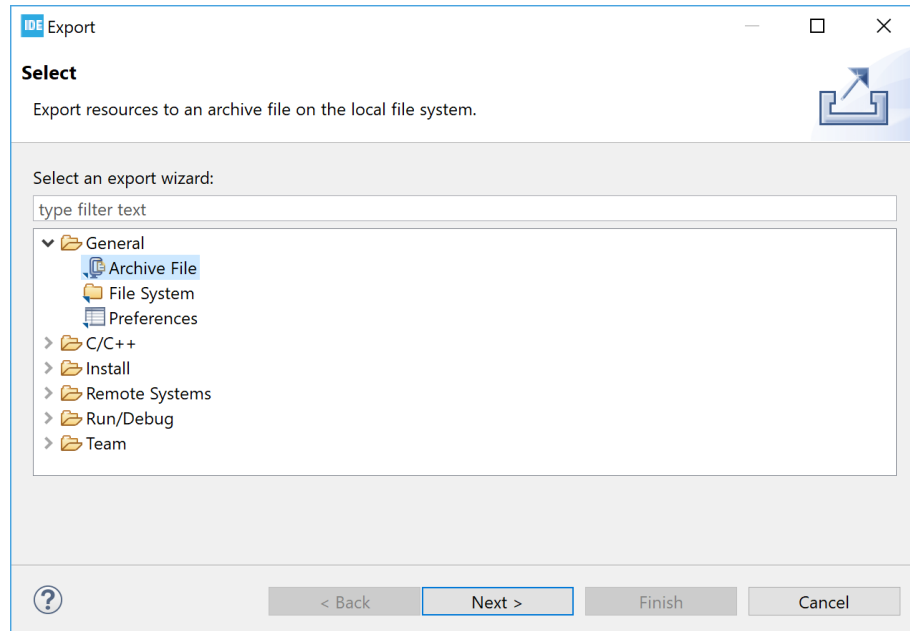 IDE Export
Select
Export resources to an archive file on the local file system.
Select an export wizard:
type filter text
General
Archive File
File System
Preferences
C/C++
Install
Remote Systems
Run/Debug
Team
? < Back Next > Finish Cancel